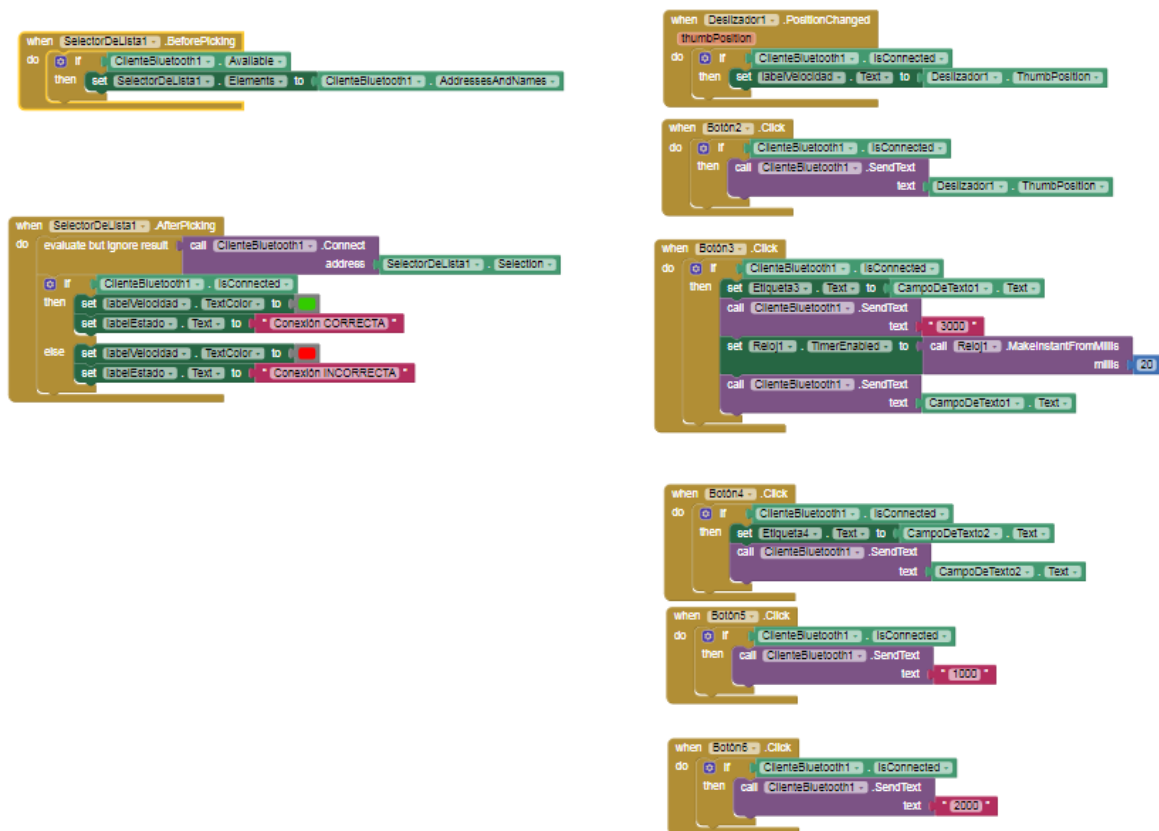 when SelectorDeLista1 .BeforePicking
do if ClienteBluetooth1 . Available
then set SelectorDeLista1 . Elements to ClienteBluetooth1 . AddressesAndNames
when SelectorDeLista1 .AfterPicking
do evaluate but ignore result call ClienteBluetooth1 .Connect
address SelectorDeLista1 . Selection
if ClienteBluetooth1 . IsConnected
then set labelVelocidad . TextColor to
set labelEstado . Text to " Conexión CORRECTA "
else set labelVelocidad . TextColor to
set labelEstado . Text to " Conexión INCORRECTA "
when Deslizador1 .PositionChanged
thumbPosition
do if ClienteBluetooth1 . IsConnected
then set labelVelocidad . Text to Deslizador1 . ThumbPosition
when Botón2 .Click
do if ClienteBluetooth1 . IsConnected
then call ClienteBluetooth1 .SendText
text Deslizador1 . ThumbPosition
when Botón3 .Click
do if ClienteBluetooth1 . IsConnected
then set Etiqueta3 . Text to CampoDeTexto1 . Text
call ClienteBluetooth1 .SendText
text " 3000 "
set Reloj1 . TimerEnabled to call Reloj1 .MakeInstantFromMillis
millis 20
call ClienteBluetooth1 .SendText
text CampoDeTexto1 . Text
when Botón4 .Click
do if ClienteBluetooth1 . IsConnected
then set Etiqueta4 . Text to CampoDeTexto2 . Text
call ClienteBluetooth1 .SendText
text CampoDeTexto2 . Text
when Botón5 .Click
do if ClienteBluetooth1 . IsConnected
then call ClienteBluetooth1 .SendText
text " 1000 "
when Botón6 .Click
do if ClienteBluetooth1 . IsConnected
then call ClienteBluetooth1 .SendText
text " 2000 "